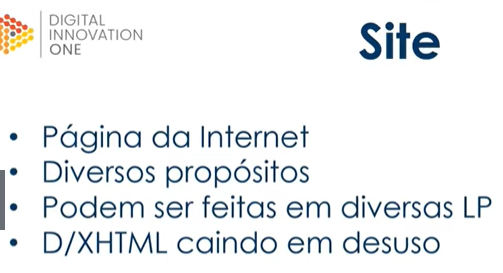 DIGITAL
INNOVATION
ONE
Site
• Página da Internet
• Diversos propósitos
• Podem ser feitas em diversas LP
• D/XHTML caindo em desuso